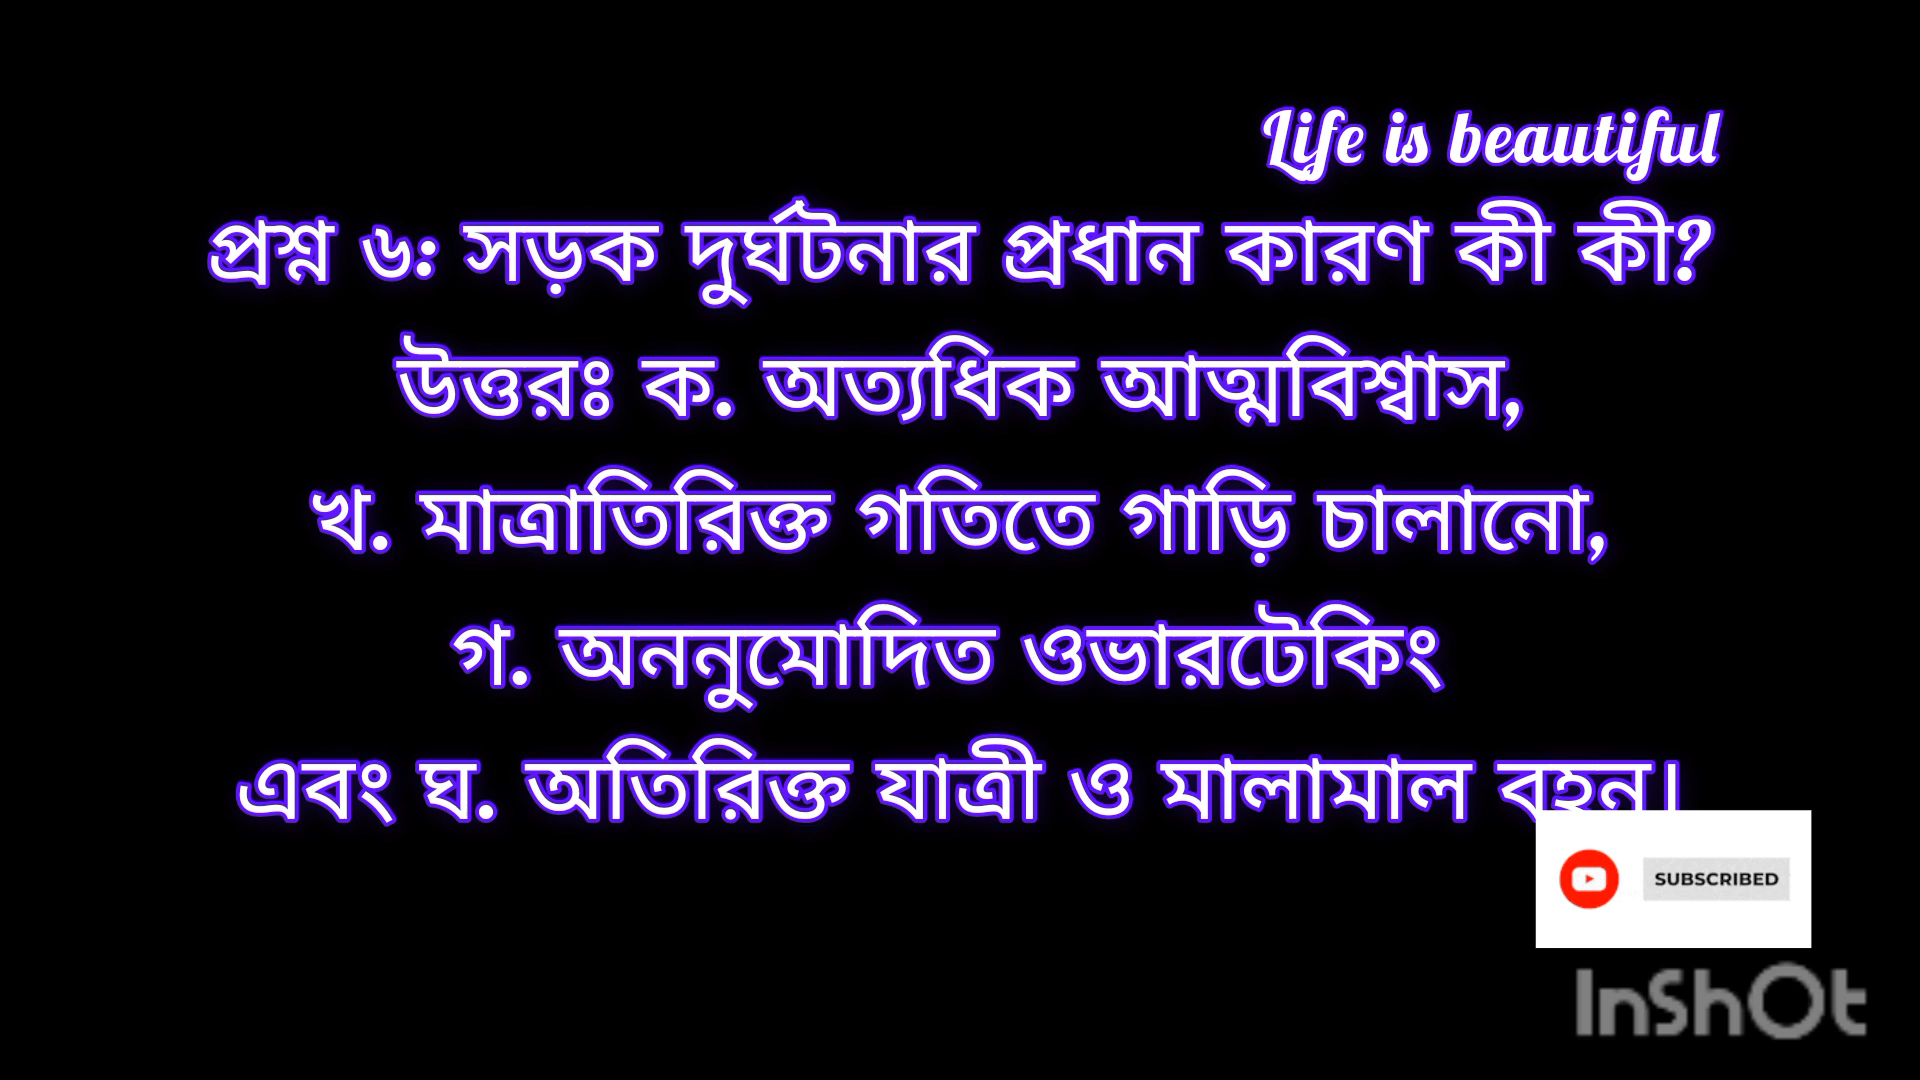 Life is beautiful
প্রশ্ন ৬ঃ সড়ক দুর্ঘটনার প্রধান কারণ কী কী?
উত্তরঃ ক. অত্যধিক আত্মবিশ্বাস,
খ. মাত্রাতিরিক্ত গতিতে গাড়ি চালানো,
গ. অননুমোদিত ওভারটেকিং
এবং ঘ. অতিরিক্ত যাত্রী ও মালামাল বহন।
SUBSCRIBED
InShOt